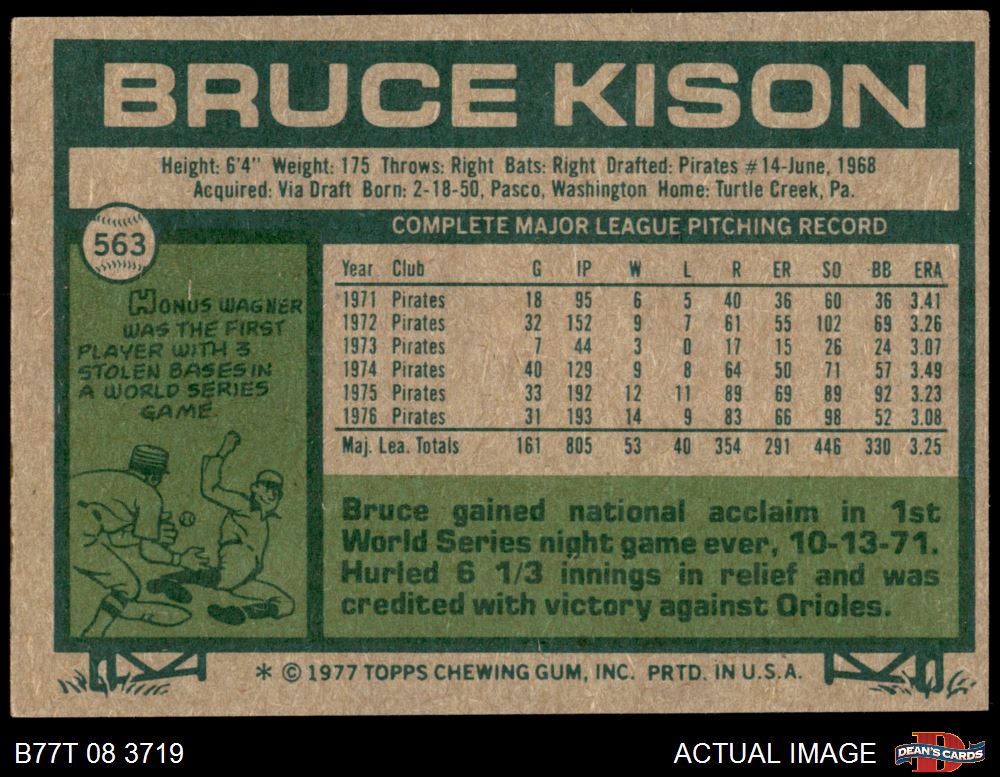 BRUCE KISON
Height: 6'4" Weight: 175 Throws: Right Bats: Right Drafted: Pirates #14-June, 1968
Acquired: Via Draft Born: 2-18-50, Pasco, Washington Home: Turtle Creek, Pa.
563
COMPLETE MAJOR LEAGUE PITCHING RECORD
HONUS WAGNER
WAS THE FIRST
PLAYER WITH 3
STOLEN BASES IN
A WORLD SERIES
GAME.
Year Club G IP W L R ER SO BB ERA
1971 Pirates 18 95 6 5 40 36 60 36 3.41
1972 Pirates 32 152 9 7 61 55 102 69 3.26
1973 Pirates 7 44 3 0 17 15 26 24 3.07
1974 Pirates 40 129 9 8 64 50 71 57 3.49
1975 Pirates 33 192 12 11 89 69 89 92 3.23
1976 Pirates 31 193 14 9 83 66 98 52 3.08
Maj. Lea. Totals 161 805 53 40 354 291 446 330 3.25
Bruce gained national acclaim in 1st
World Series night game ever, 10-13-71.
Hurled 6 1/3 innings in relief and was
credited with victory against Orioles.
* © 1977 TOPPS CHEWING GUM, INC. PRTD. IN U.S.A.
B77T 08 3719
ACTUAL IMAGE
D
DEAN'S CARDS